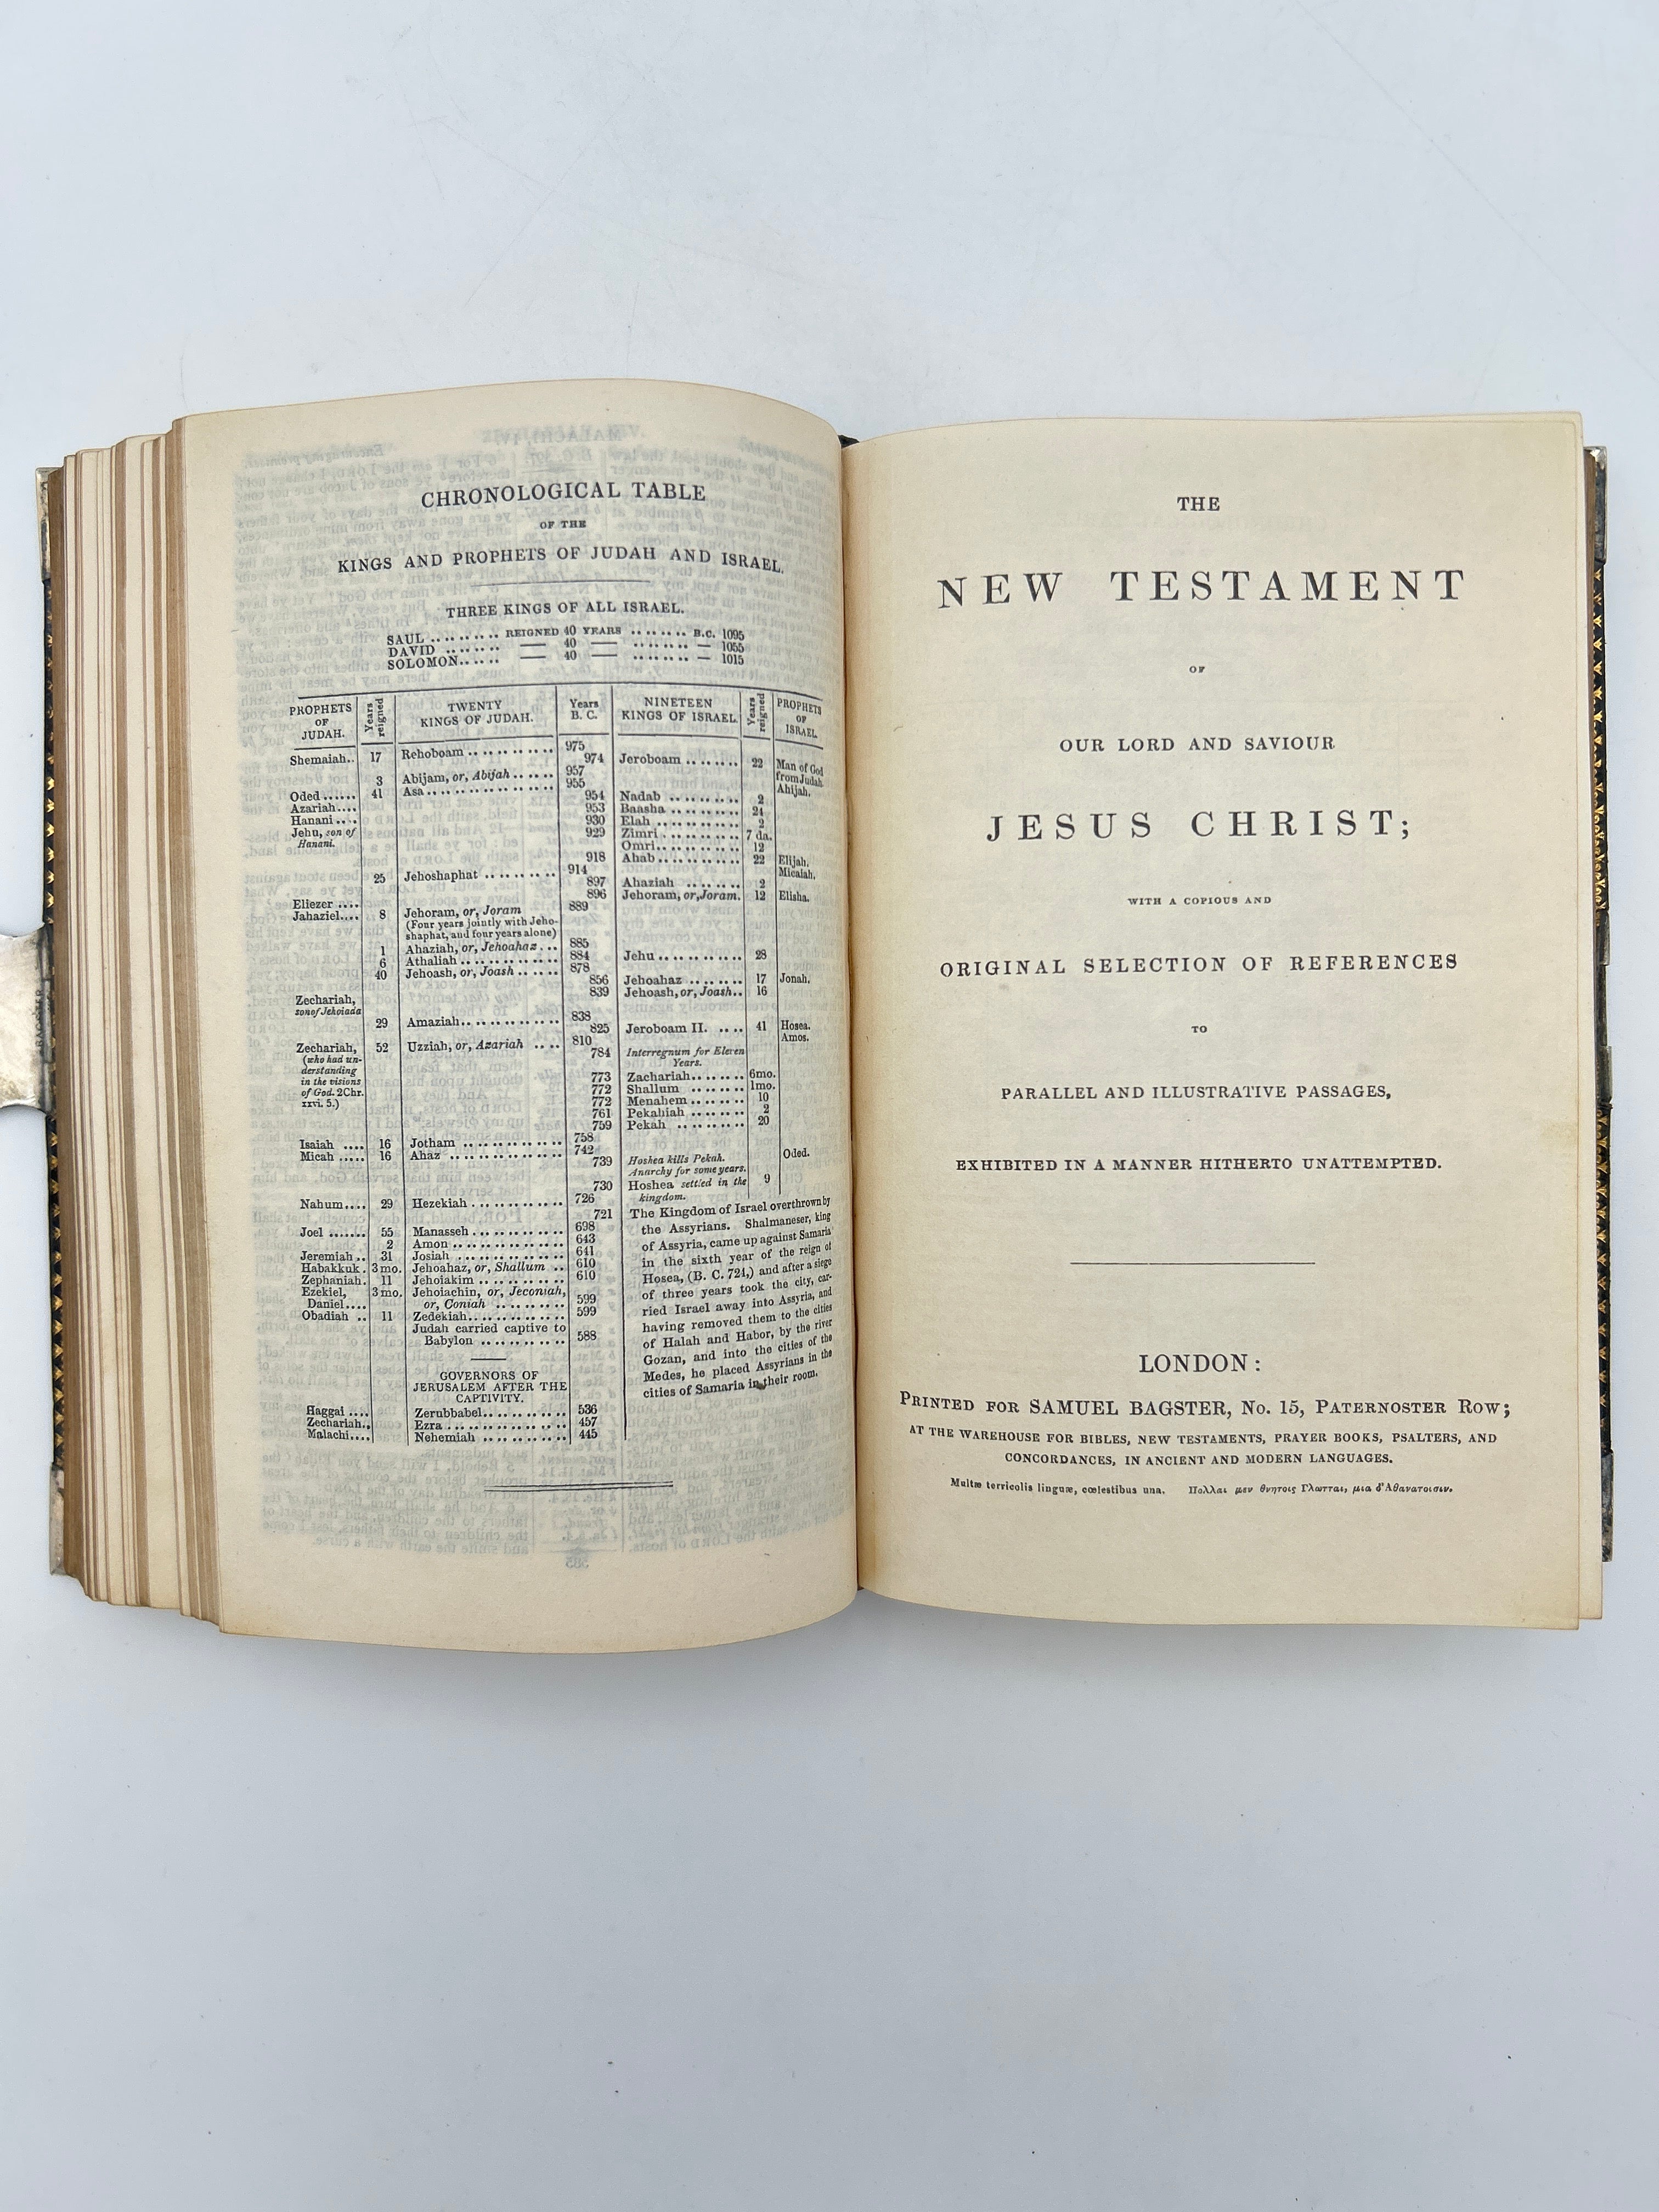 CHRONOLOGICAL TABLE
OF THE
KINGS AND PROPHETS OF JUDAH AND ISRAEL.
THREE KINGS OF ALL ISRAEL.
SAUL ........ REIGNED 40 YEARS ........ B.C. 1095
DAVID ........ — 40 — ........ — 1055
SOLOMON...... — 40 — ........ — 1015
PROPHETS OF JUDAH. | Years reigned | TWENTY KINGS OF JUDAH. | Years B. C. | NINETEEN KINGS OF ISRAEL. | Years reigned | PROPHETS OF ISRAEL.
Shemaiah.. 17 Rehoboam ............ 975
974 Jeroboam ........ 22 Man of God
3 Abijam, or, Abijah ...... 957 from Judah.
Oded ...... 41 Asa .................. 955 Ahijah.
Azariah.... 954 Nadab .......... 2
Hanani .... 953 Baasha .......... 24
Jehu, son of 930 Elah ............ 2
Hanani. 929 Zimri ........... 7 da.
Omri............ 12
918 Ahab ............ 22 Elijah.
25 Jehoshaphat .......... 914 Micaiah.
897 Ahaziah ........ 2
896 Jehoram, or, Joram. 12 Elisha.
Eliezer .... 889
Jahaziel.... 8 Jehoram, or, Joram
(Four years jointly with Jeho-
shaphat, and four years alone)
1 Ahaziah, or, Jehoahaz ... 885
6 Athaliah .............. 884 Jehu ............ 28
40 Jehoash, or, Joash ...... 878
856 Jehoahaz ........ 17 Jonah.
839 Jehoash, or, Joash.. 16
Zechariah,
son of Jehoiada
29 Amaziah.............. 838
825 Jeroboam II. .... 41 Hosea.
Zechariah, 52 Uzziah, or, Azariah .... 810 Amos.
(who had un- 784 Interregnum for Eleven
derstanding Years.
in the visions 773 Zachariah........ 6mo.
of God. 2Chr. 772 Shallum ........ 1mo.
xxvi. 5.) 772 Menahem........ 10
761 Pekahiah ........ 2
759 Pekah .......... 20
Isaiah .... 16 Jotham .............. 758
Micah ..... 16 Ahaz ................ 742 Oded.
739 Hoshea kills Pekah.
Anarchy for some years.
730 Hoshea settled in the 9
kingdom.
Nahum.... 29 Hezekiah ............. 726
721 The Kingdom of Israel overthrown by
Joel ....... 55 Manasseh ............. 698 the Assyrians. Shalmaneser, king
2 Amon ................ 643 of Assyria, came up against Samaria
Jeremiah .. 31 Josiah ................ 641 in the sixth year of the reign of
Habakkuk. 3mo. Jehoahaz, or, Shallum .. 610 Hosea, (B. C. 724,) and after a siege
Zephaniah. 11 Jehoiakim ............ 610 of three years took the city, car-
Ezekiel, 3mo. Jehoiachin, or, Jeconiah, ried Israel away into Assyria, and
Daniel.... or, Coniah .......... 599 having removed them to the cities
Obadiah .. 11 Zedekiah.............. 599 of Halah and Habor, by the river
Judah carried captive to Gozan, and into the cities of the
Babylon ............ 588 Medes, he placed Assyrians in the
cities of Samaria in their room.
GOVERNORS OF
JERUSALEM AFTER THE
CAPTIVITY.
Haggai .... Zerubbabel............ 536
Zechariah.. Ezra ................. 457
Malachi.... Nehemiah ............ 445
THE
NEW TESTAMENT
OF
OUR LORD AND SAVIOUR
JESUS CHRIST;
WITH A COPIOUS AND
ORIGINAL SELECTION OF REFERENCES
TO
PARALLEL AND ILLUSTRATIVE PASSAGES,
EXHIBITED IN A MANNER HITHERTO UNATTEMPTED.
LONDON:
PRINTED FOR SAMUEL BAGSTER, No. 15, PATERNOSTER ROW;
AT THE WAREHOUSE FOR BIBLES, NEW TESTAMENTS, PRAYER BOOKS, PSALTERS, AND
CONCORDANCES, IN ANCIENT AND MODERN LANGUAGES.
Multæ terricolis linguæ, cœlestibus una. Πολλαι μεν θνητοις Γλωτται, μια δ'Αθανατοισιν.